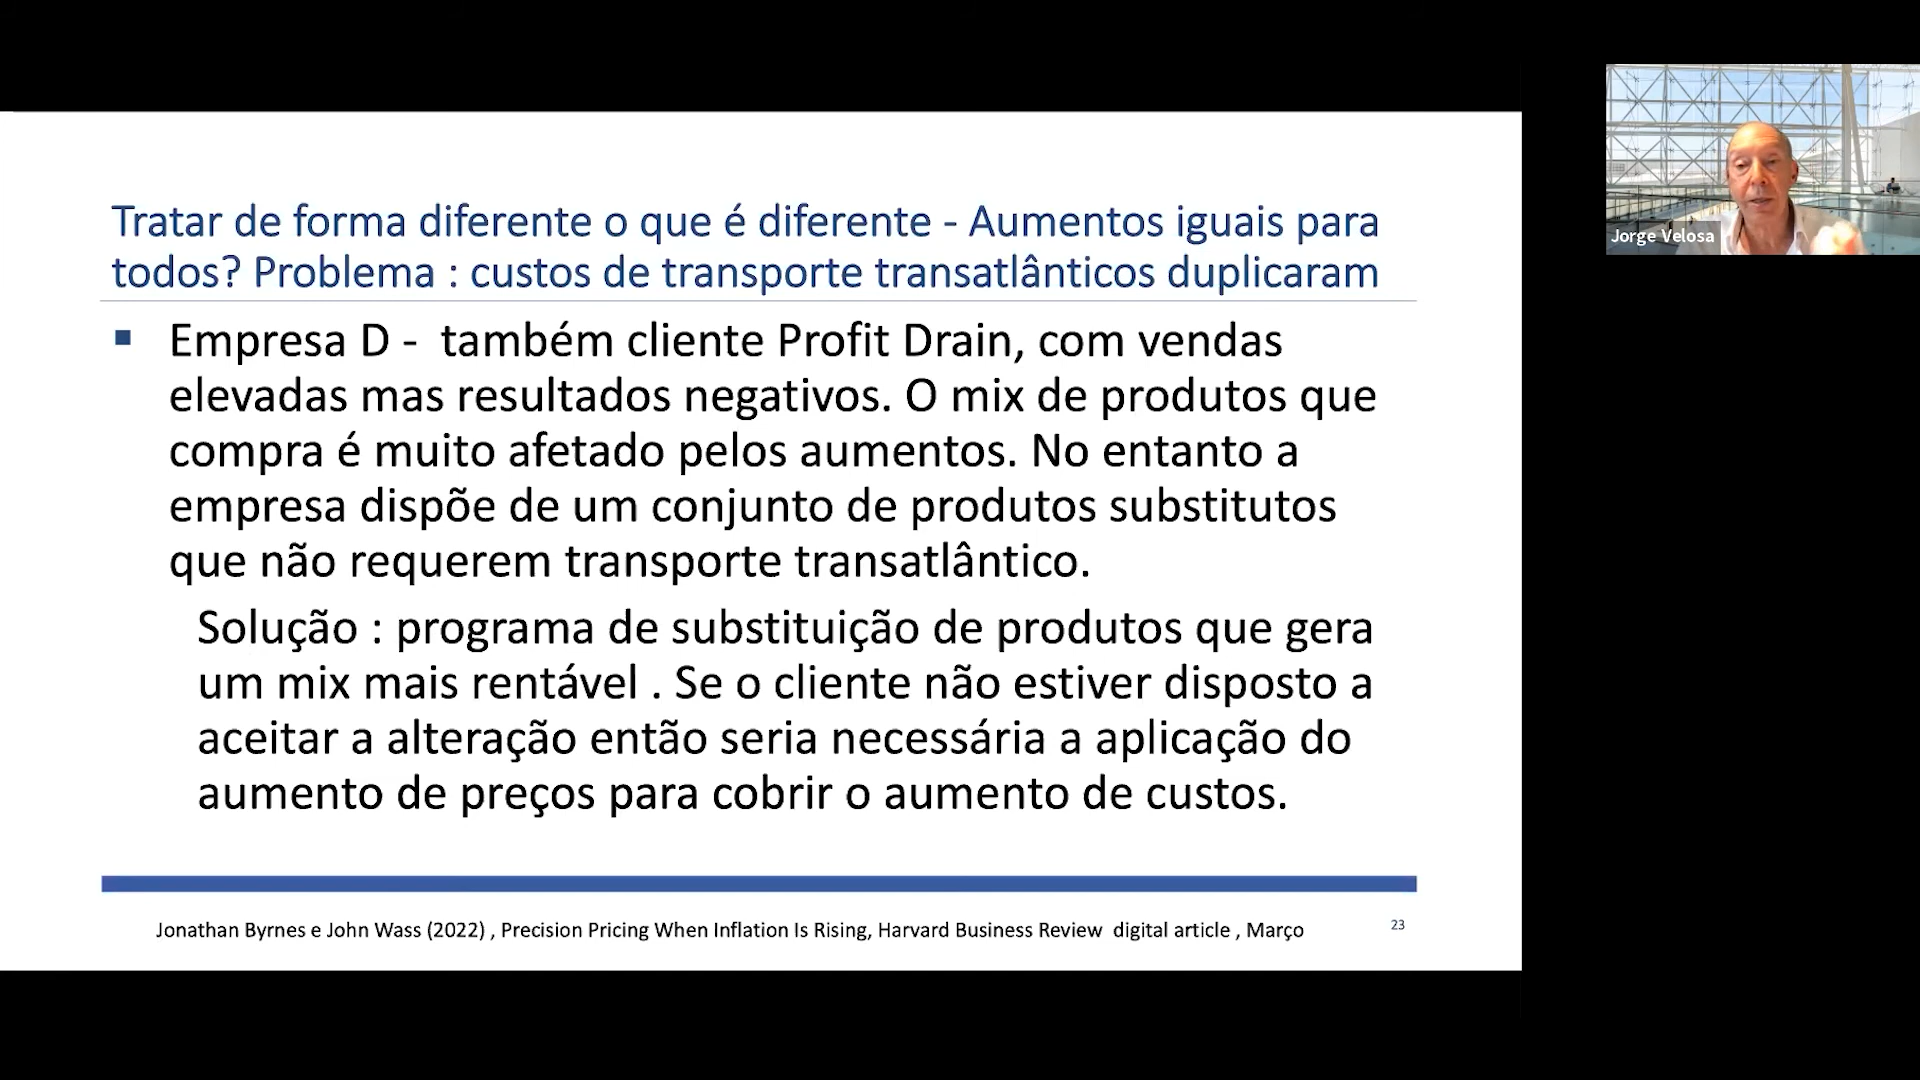 Tratar de forma diferente o que é diferente - Aumentos iguais para
todos? Problema : custos de transporte transatlânticos duplicaram
▪ Empresa D - também cliente Profit Drain, com vendas
elevadas mas resultados negativos. O mix de produtos que
compra é muito afetado pelos aumentos. No entanto a
empresa dispõe de um conjunto de produtos substitutos
que não requerem transporte transatlântico.
Solução : programa de substituição de produtos que gera
um mix mais rentável . Se o cliente não estiver disposto a
aceitar a alteração então seria necessária a aplicação do
aumento de preços para cobrir o aumento de custos.
Jonathan Byrnes e John Wass (2022) , Precision Pricing When Inflation Is Rising, Harvard Business Review digital article , Março
23
Jorge Velosa